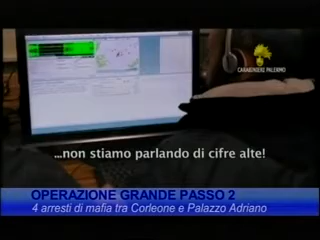 CARABINIERI PALERMO
...non stiamo parlando di cifre alte!
OPERAZIONE GRANDE PASSO 2
4 arresti di mafia tra Corleone e Palazzo Adriano